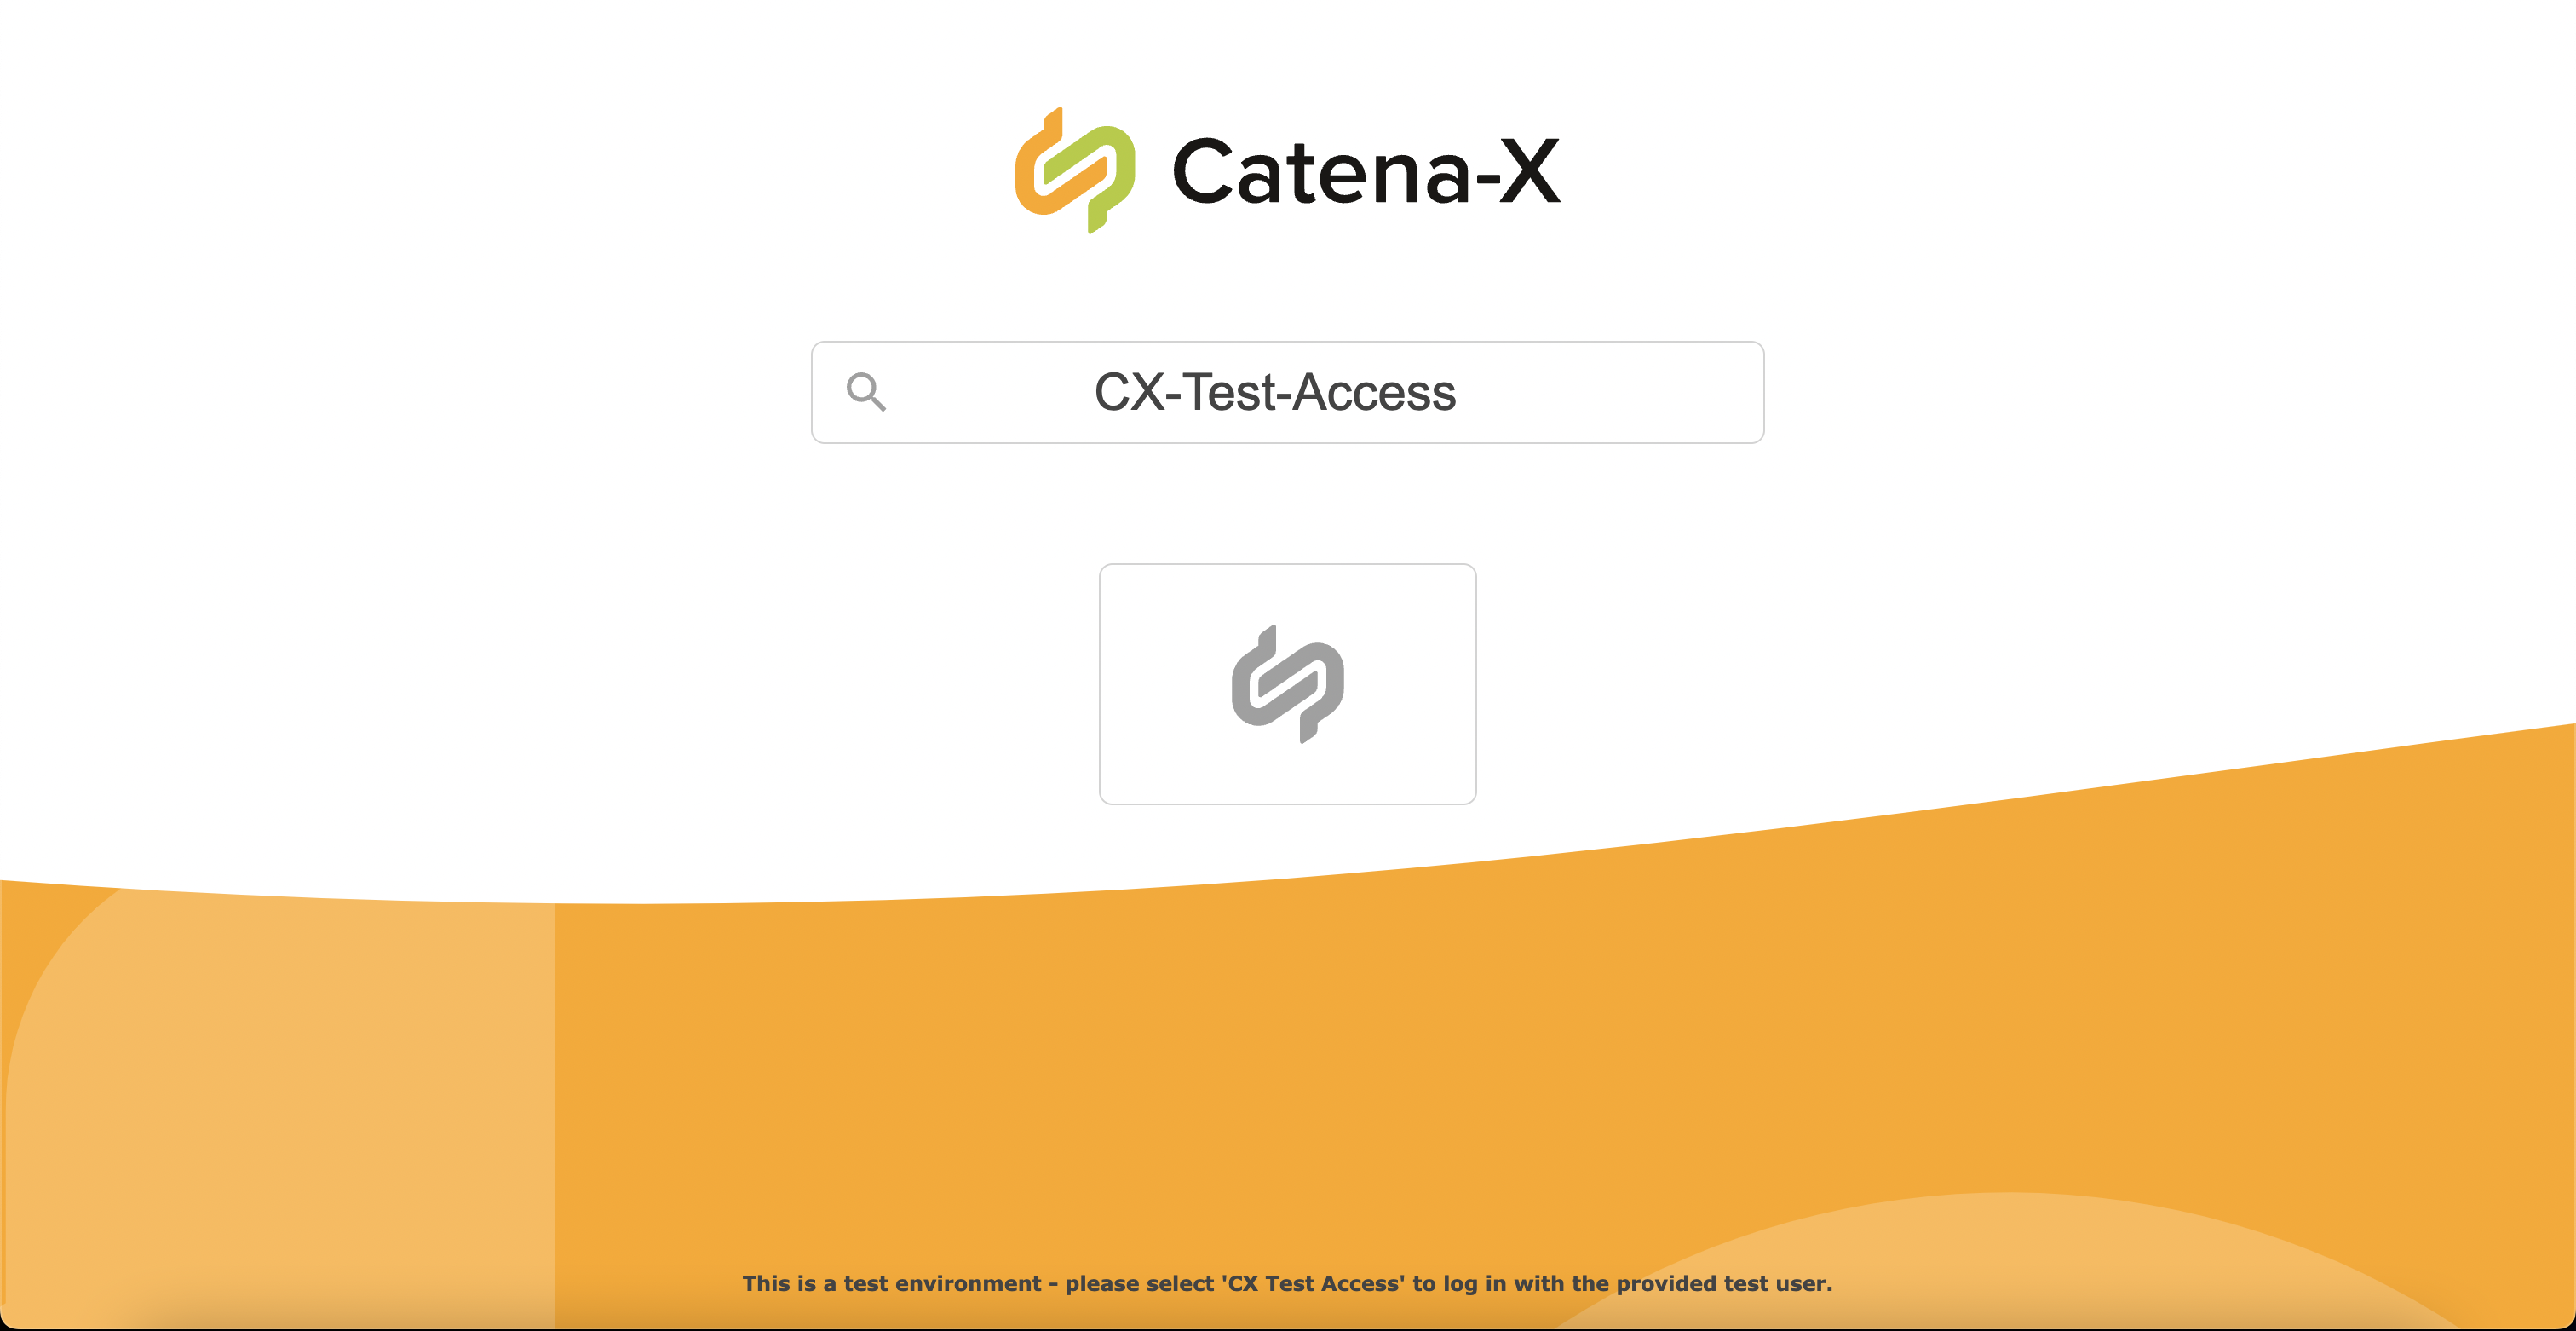 Catena-X
CX-Test-Access
This is a test environment - please select 'CX Test Access' to log in with the provided test user.